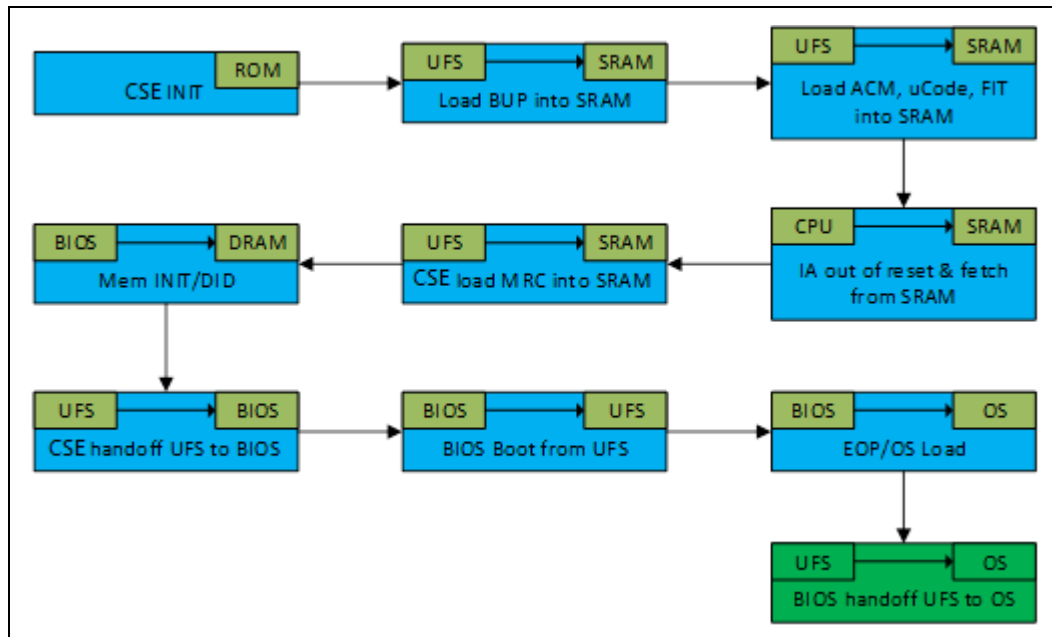 ROM
CSE INIT
UFS SRAM
Load BUP into SRAM
UFS SRAM
Load ACM, uCode, FIT
into SRAM
CPU SRAM
IA out of reset & fetch
from SRAM
UFS SRAM
CSE load MRC into SRAM
BIOS DRAM
Mem INIT/DID
UFS BIOS
CSE handoff UFS to BIOS
BIOS UFS
BIOS Boot from UFS
BIOS OS
EOP/OS Load
UFS OS
BIOS handoff UFS to OS